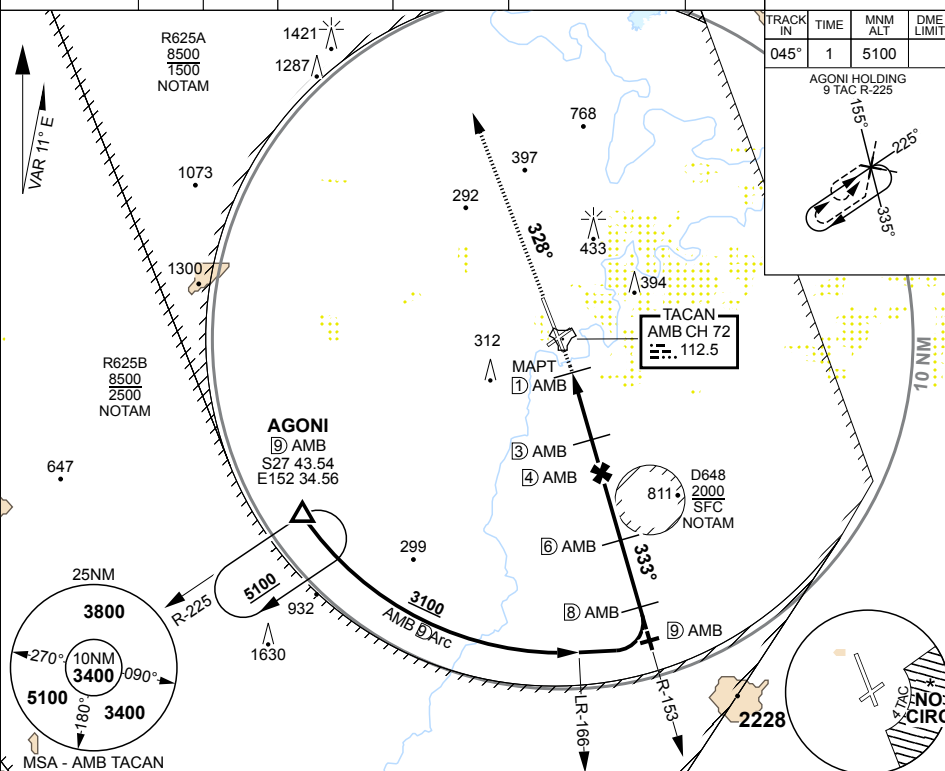 TRACK IN
TIME
MNM ALT
DME LIMIT
045°
1
5100
AGONI HOLDING
9 TAC R-225
155°
225°
335°
R625A
8500
1500
NOTAM
1421
1287
VAR 11° E
1073
768
397
292
328°
433
394
1300
TACAN
AMB CH 72
112.5
312
MAPT
1 AMB
10 NM
R625B
8500
2500
NOTAM
AGONI
9 AMB
S27 43.54
E152 34.56
3 AMB
4 AMB
647
811
D648
2000
SFC
NOTAM
6 AMB
333°
299
5100
R-225
932
1630
3100
AMB 9 Arc
8 AMB
9 AMB
LR-166
R-153
2228
25NM
3800
270°
10NM
3400
090°
5100
180°
3400
MSA - AMB TACAN
4 TAC
*
NO
CIRC